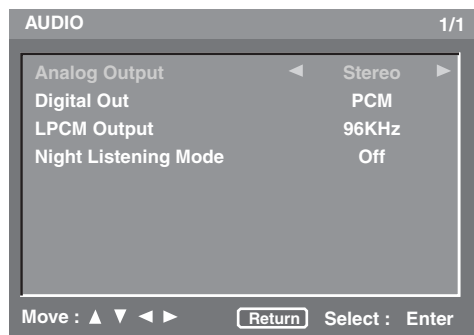 AUDIO 1/1
Analog Output ◄ Stereo ►
Digital Out PCM
LPCM Output 96KHz
Night Listening Mode Off
Move : ▲ ▼ ◄ ► Return Select : Enter